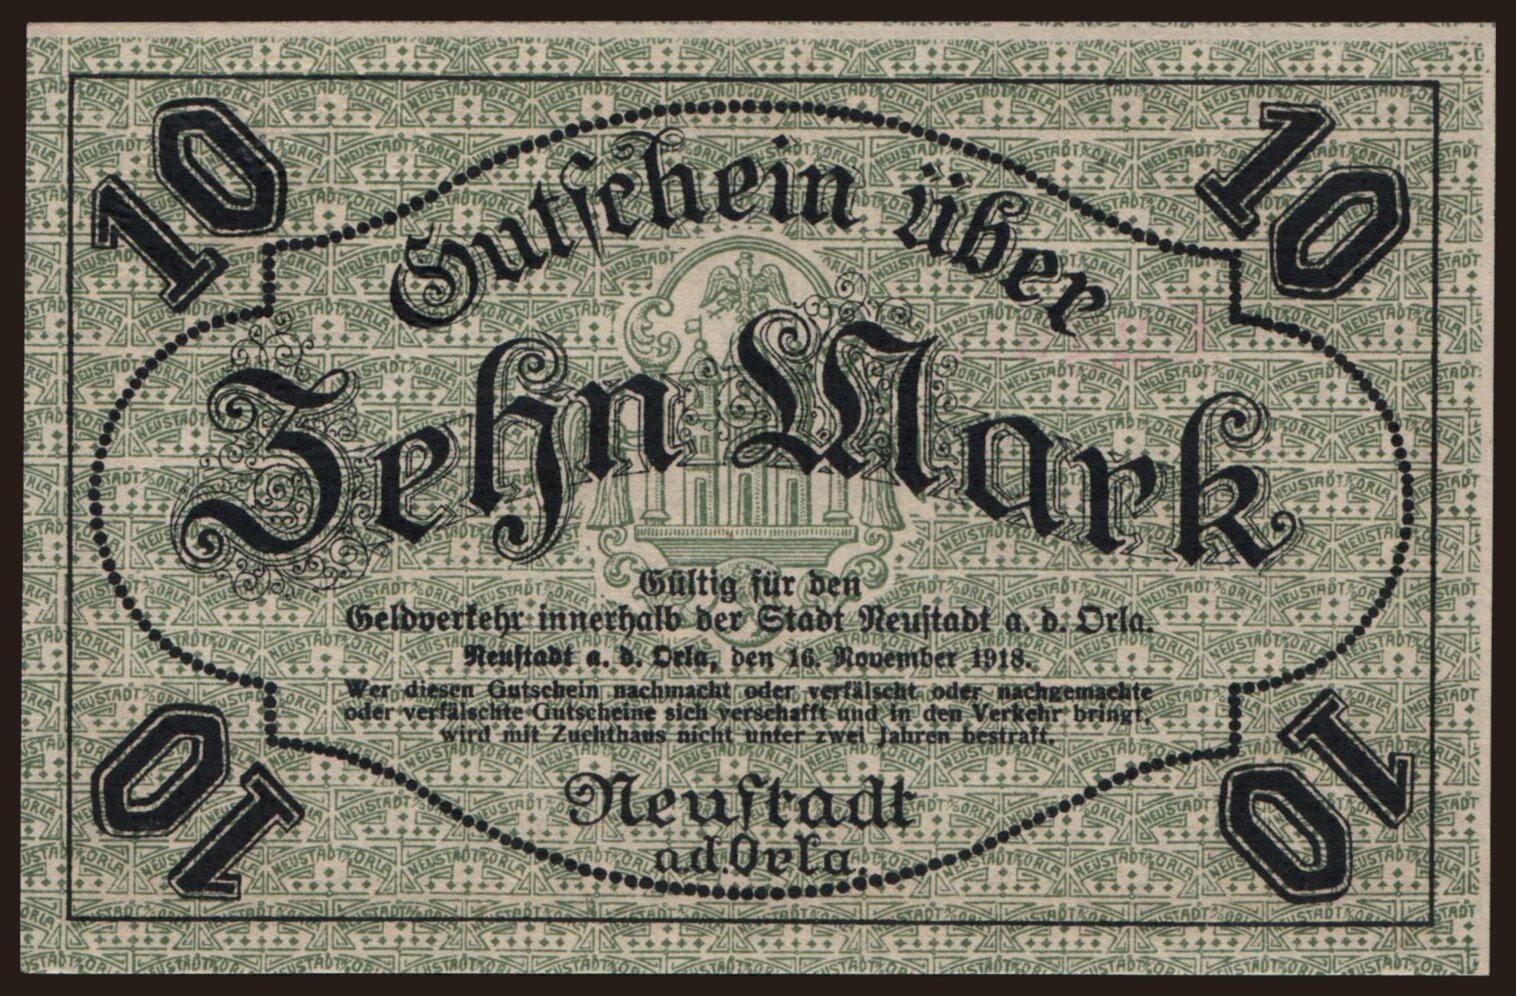 10
10
Gutschein über
Zehn Mark
Gültig für den
Geldverkehr innerhalb der Stadt Neustadt a. d. Orla.
Neustadt a. d. Orla, den 16. November 1918.
Wer diesen Gutschein nachmacht oder verfälscht oder nachgemachte
oder verfälschte Gutscheine sich verschafft und in den Verkehr bringt,
wird mit Zuchthaus nicht unter zwei Jahren bestraft.
Neustadt
a.d. Orla.
10
10